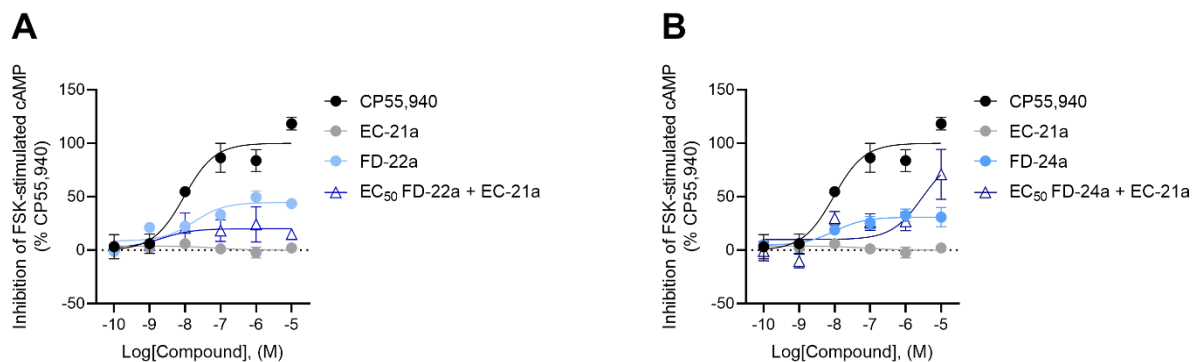 A
Inhibition of FSK-stimulated cAMP
(% CP55,940)
150
100
50
0
-50
-10 -9 -8 -7 -6 -5
Log[Compound], (M)
CP55,940
EC-21a
FD-22a
EC₅₀ FD-22a + EC-21a
B
Inhibition of FSK-stimulated cAMP
(% CP55,940)
150
100
50
0
-50
-10 -9 -8 -7 -6 -5
Log[Compound], (M)
CP55,940
EC-21a
FD-24a
EC₅₀ FD-24a + EC-21a